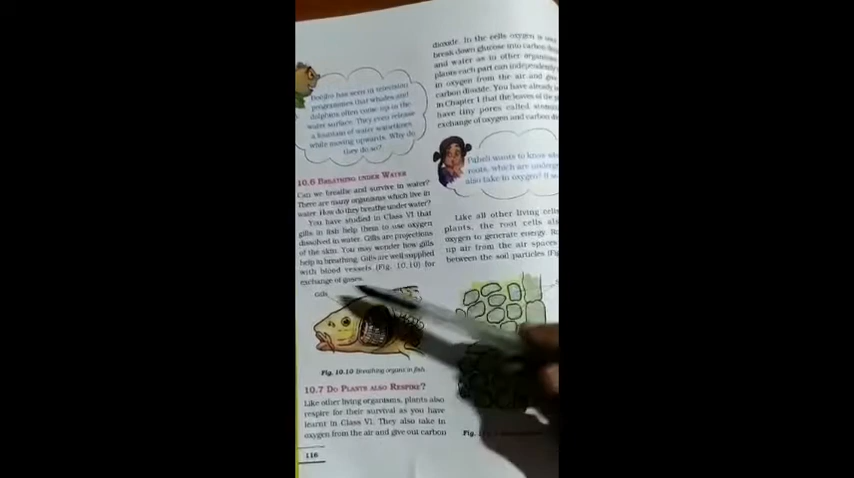 Boojho has seen in television
programmes that whales and
dolphins often come up to the
water surface. They even release
a fountain of water sometimes
while moving upwards. Why do
they do so?
10.6 BREATHING UNDER WATER
Can we breathe and survive in water?
There are many organisms which live in
water. How do they breathe under water?
You have studied in Class VI that
gills in fish help them to use oxygen
dissolved in water. Gills are projections
of the skin. You may wonder how gills
help in breathing. Gills are well supplied
with blood vessels (Fig. 10.10) for
exchange of gases.
Gills
Fig. 10.10 Breathing organs in fish
10.7 DO PLANTS ALSO RESPIRE?
Like other living organisms, plants also
respire for their survival as you have
learnt in Class VI. They also take in
oxygen from the air and give out carbon
116
dioxide. In the cells oxygen is
break down glucose into carbon
and water as in other
plants each part can independently
in oxygen from the air and
carbon dioxide. You have already
in Chapter 1 that the leaves of the
have tiny pores called
exchange of oxygen and carbon
Paheli wants to know
roots, which are
also take in oxygen? If
Like all other living cells
plants, the root cells
oxygen to generate energy.
up air from the air spaces
between the soil particles
Fig.